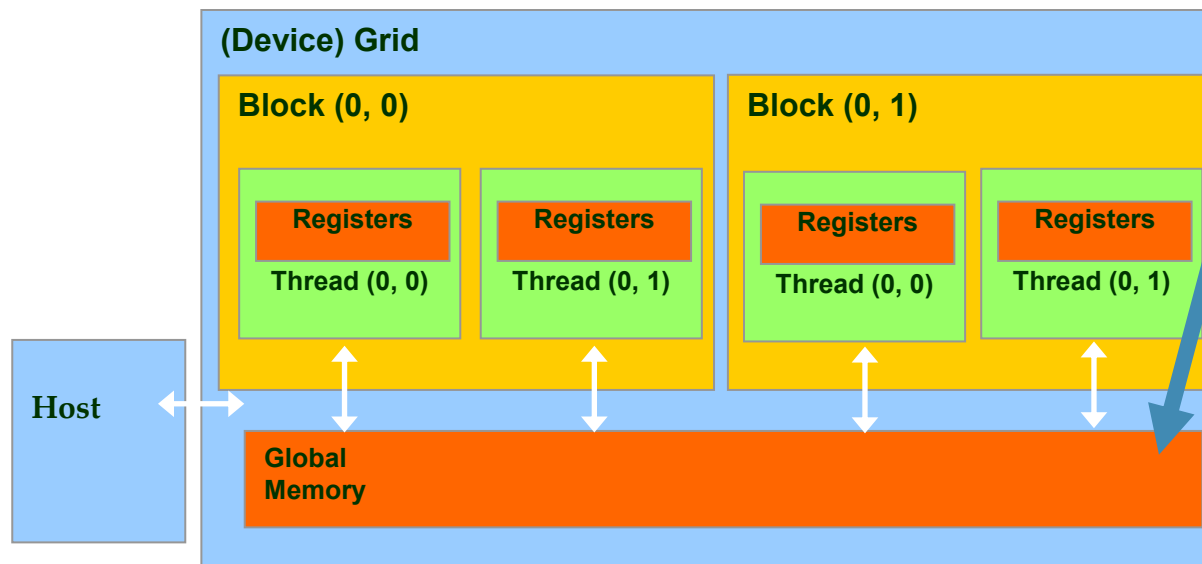 (Device) Grid
Block (0, 0)
Block (0, 1)
Registers
Thread (0, 0)
Registers
Thread (0, 1)
Registers
Thread (0, 0)
Registers
Thread (0, 1)
Host
Global
Memory